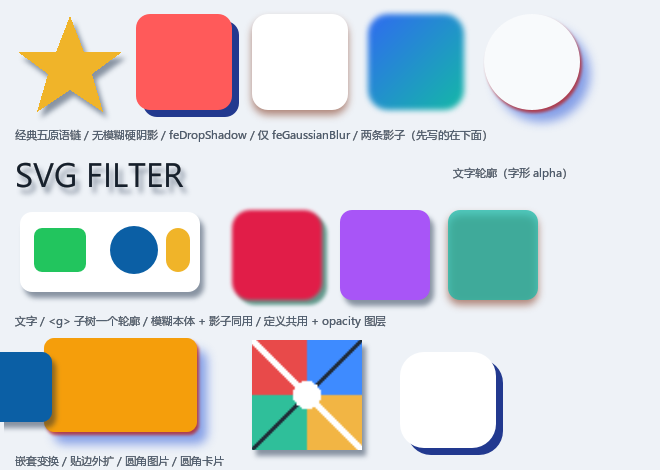 经典五原语链 / 无模糊硬阴影 / feDropShadow / 仅 feGaussianBlur / 两条影子（先写的在下面）
SVG FILTER
文字轮廓（字形 alpha）
文字 / <g> 子树一个轮廓 / 模糊本体 + 影子同用 / 定义共用 + opacity 图层
嵌套变换 / 贴边外扩 / 圆角图片 / 圆角卡片